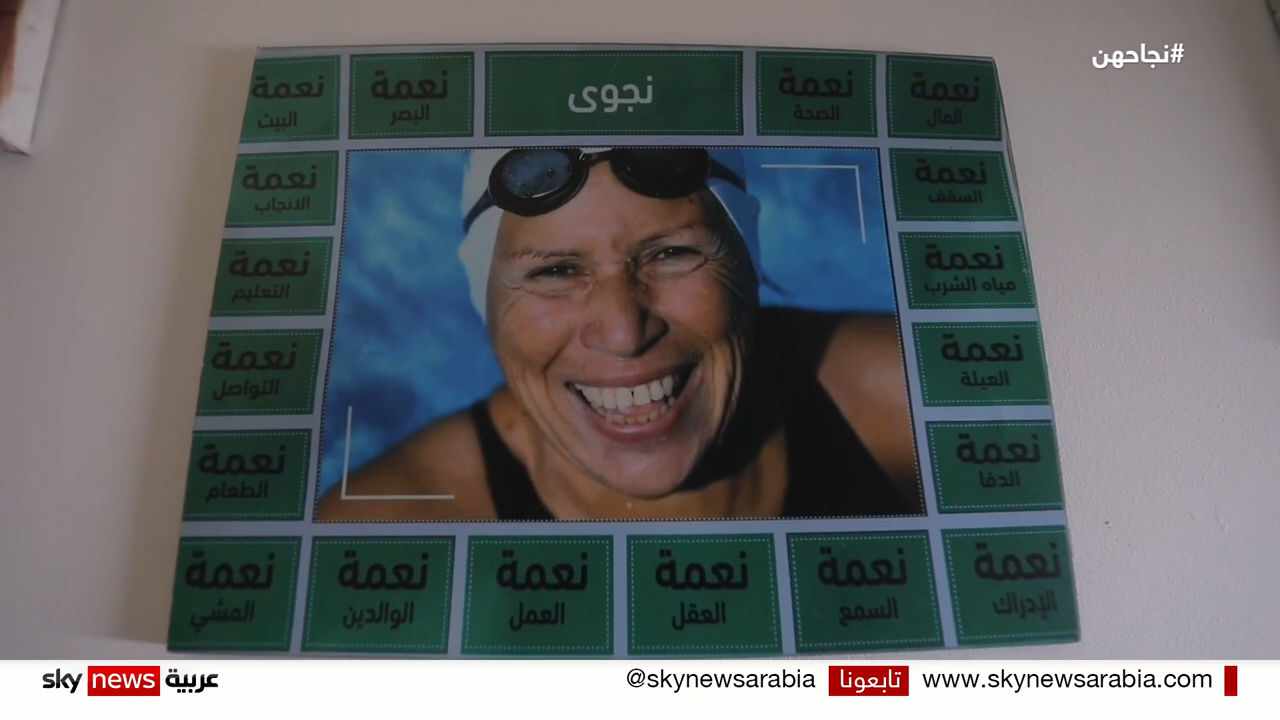 #نجاحهن
نجوى
نعمة
المال
نعمة
الصحة
نعمة
البصر
نعمة
البيت
نعمة
السقف
نعمة
الانجاب
نعمة
مياه الشرب
نعمة
التعليم
نعمة
العيلة
نعمة
التواصل
نعمة
الدفا
نعمة
الطعام
نعمة
الإدراك
نعمة
السمع
نعمة
العقل
نعمة
العمل
نعمة
الوالدين
نعمة
المشي
sky news عربية
@skynewsarabia تابعونا www.skynewsarabia.com